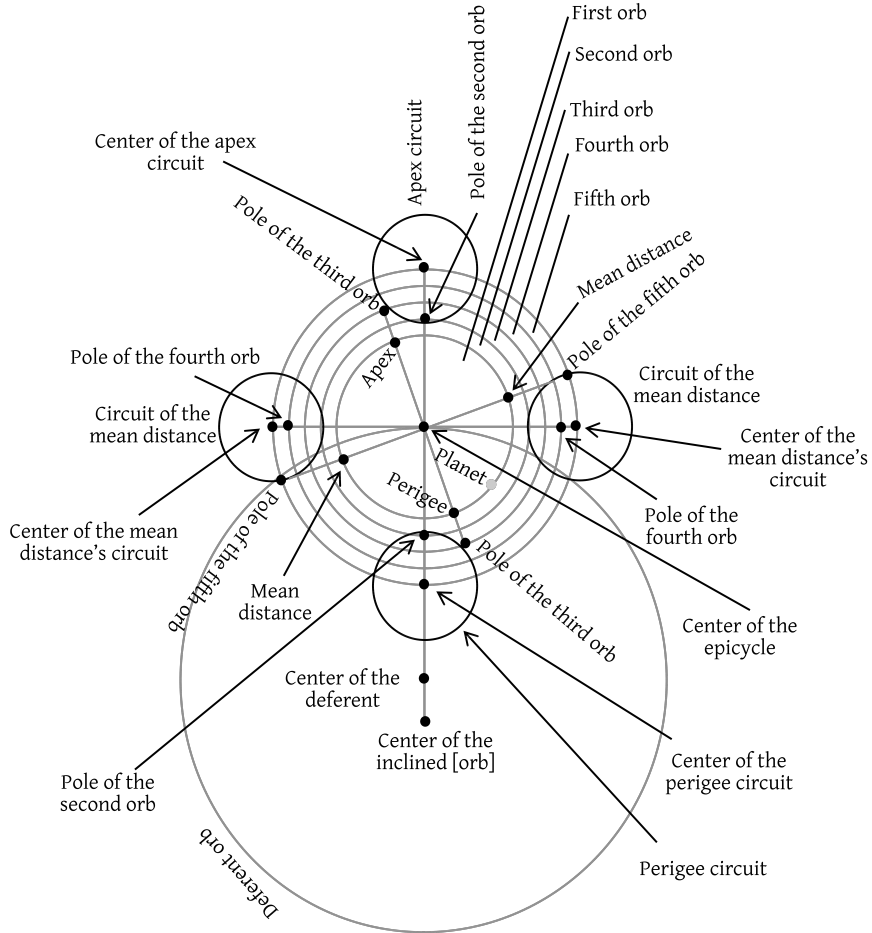 First orb
Second orb
Third orb
Fourth orb
Fifth orb
Pole of the second orb
Apex circuit
Center of the apex
circuit
Pole of the third orb
Mean distance
Pole of the fifth orb
Apex
Pole of the fourth orb
Circuit of the
mean distance
Circuit of the
mean distance
Center of the
mean distance’s
circuit
Planet
Perigee
Pole of the
fourth orb
Center of the mean
distance’s circuit
Pole of the fifth orb
Mean
distance
Pole of the third orb
Center of the
epicycle
Center of the
deferent
Center of the
inclined [orb]
Center of the
perigee circuit
Pole of the
second orb
Perigee circuit
Deferent orb